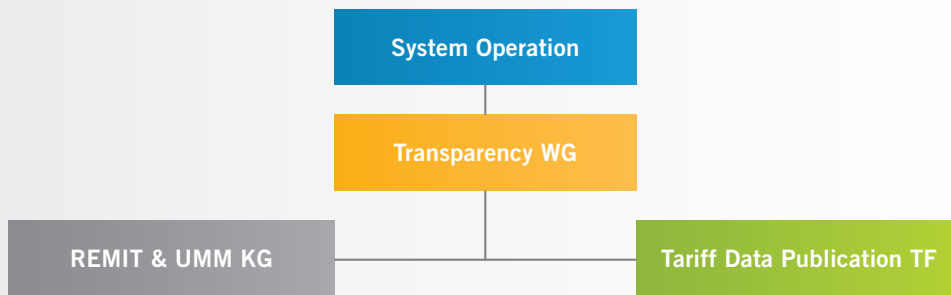 System Operation
Transparency WG
REMIT & UMM KG
Tariff Data Publication TF